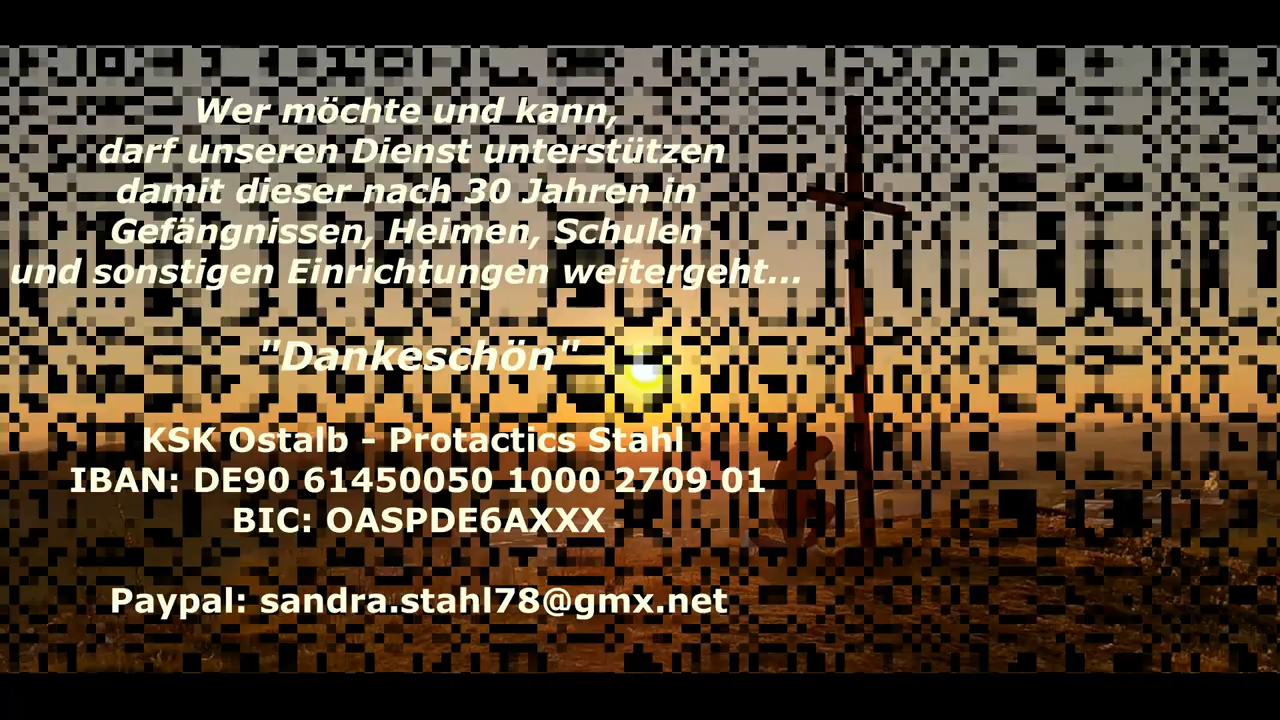 Wer möchte und kann,
darf unseren Dienst unterstützen
damit dieser nach 30 Jahren in
Gefängnissen, Heimen, Schulen
und sonstigen Einrichtungen weitergeht...
"Dankeschön"
KSK Ostalb - Protactics Stahl
IBAN: DE90 61450050 1000 2709 01
BIC: OASPDE6AXXX
Paypal: sandra.stahl78@gmx.net